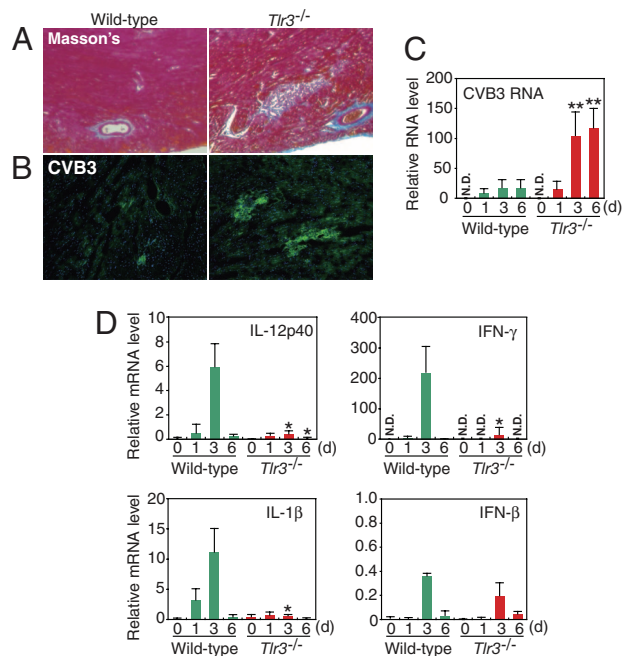 Wild-type Tlr3-/-
A Masson's
B CVB3
C
Relative RNA level
CVB3 RNA
200
150
100
50
0
N.D. N.D. ** **
0 1 3 6 0 1 3 6 (d)
Wild-type Tlr3-/-
D
Relative mRNA level
IL-12p40
10
8
6
4
2
0
* *
0 1 3 6 0 1 3 6 (d)
Wild-type Tlr3-/-
IFN-γ
400
300
200
100
0
N.D. N.D. N.D. * N.D.
0 1 3 6 0 1 3 6 (d)
Wild-type Tlr3-/-
Relative mRNA level
IL-1β
20
15
10
5
0
*
0 1 3 6 0 1 3 6 (d)
Wild-type Tlr3-/-
IFN-β
1.0
0.8
0.6
0.4
0.2
0
0 1 3 6 0 1 3 6 (d)
Wild-type Tlr3-/-